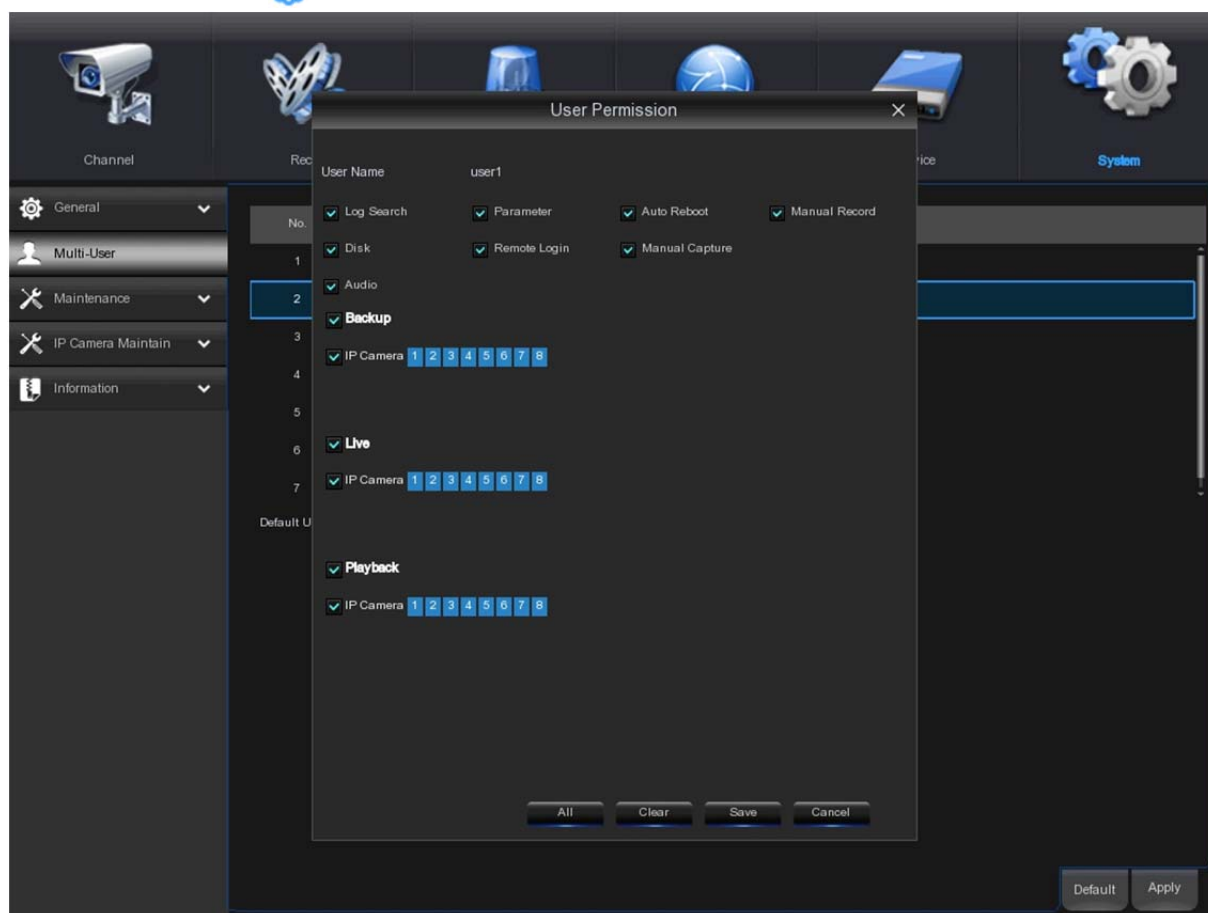 User Permission
Channel
Rec
ice
System
User Name user1
General
Log Search Parameter Auto Reboot Manual Record
No.
Multi-User
Disk Remote Login Manual Capture
1
Audio
Maintenance
2
Backup
3
IP Camera Maintain
IP Camera 1 2 3 4 5 6 7 8
4
Information
5
Live
6
IP Camera 1 2 3 4 5 6 7 8
7
Default U
Playback
IP Camera 1 2 3 4 5 6 7 8
All Clear Save Cancel
Default Apply